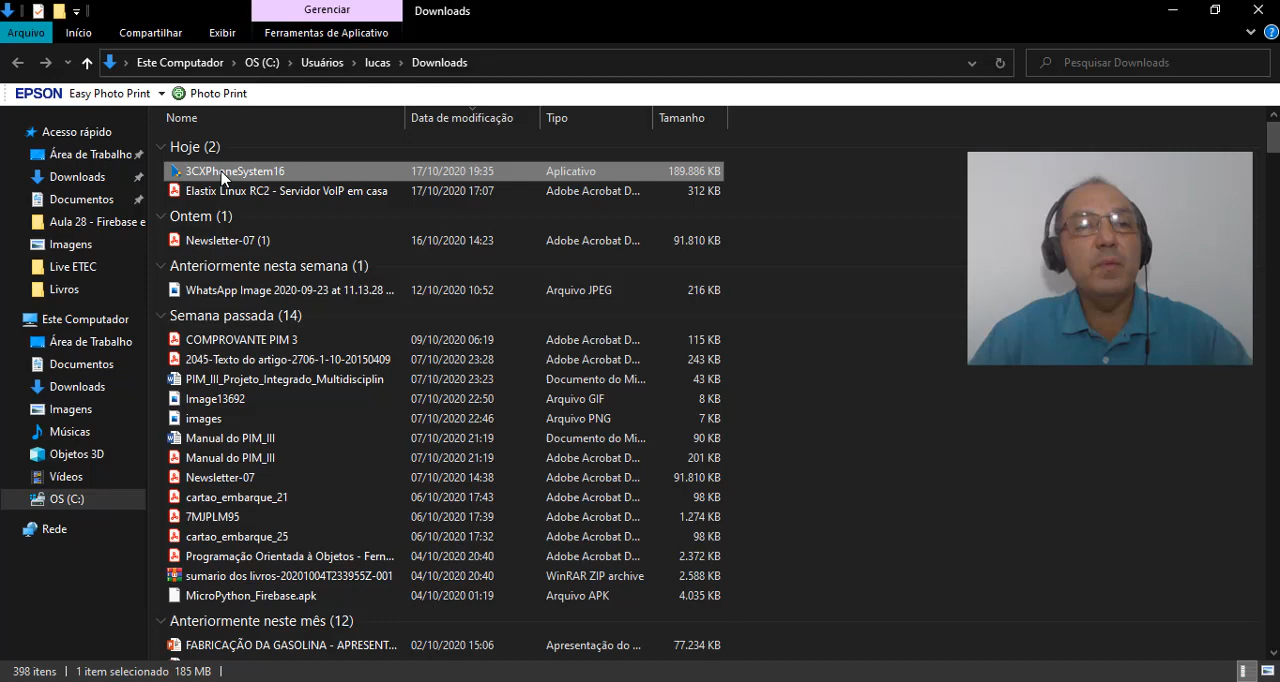 Gerenciar Downloads
Arquivo Início Compartilhar Exibir Ferramentas de Aplicativo
Este Computador › OS (C:) › Usuários › lucas › Downloads Pesquisar Downloads
EPSON Easy Photo Print Photo Print
Nome Data de modificação Tipo Tamanho
Acesso rápido
Área de Trabalho
Downloads
Documentos
Aula 28 - Firebase e
Imagens
Live ETEC
Livros
Este Computador
Área de Trabalho
Documentos
Downloads
Imagens
Músicas
Objetos 3D
Vídeos
OS (C:)
Rede
Hoje (2)
3CXPhoneSystem16 17/10/2020 19:35 Aplicativo 189.886 KB
Elastix Linux RC2 - Servidor VoIP em casa 17/10/2020 17:07 Adobe Acrobat D... 312 KB
Ontem (1)
Newsletter-07 (1) 16/10/2020 14:23 Adobe Acrobat D... 91.810 KB
Anteriormente nesta semana (1)
WhatsApp Image 2020-09-23 at 11.13.28 ... 12/10/2020 10:52 Arquivo JPEG 216 KB
Semana passada (14)
COMPROVANTE PIM 3 09/10/2020 06:19 Adobe Acrobat D... 115 KB
2045-Texto do artigo-2706-1-10-20150409 07/10/2020 23:28 Adobe Acrobat D... 243 KB
PIM_III_Projeto_Integrado_Multidisciplin 07/10/2020 23:23 Documento do Mi... 43 KB
Image13692 07/10/2020 22:50 Arquivo GIF 8 KB
images 07/10/2020 22:46 Arquivo PNG 7 KB
Manual do PIM_III 07/10/2020 21:19 Documento do Mi... 90 KB
Manual do PIM_III 07/10/2020 21:19 Adobe Acrobat D... 201 KB
Newsletter-07 07/10/2020 14:38 Adobe Acrobat D... 91.810 KB
cartao_embarque_21 06/10/2020 17:43 Adobe Acrobat D... 98 KB
7MJPLM95 06/10/2020 17:39 Adobe Acrobat D... 1.274 KB
cartao_embarque_25 06/10/2020 17:32 Adobe Acrobat D... 98 KB
Programação Orientada à Objetos - Fern... 04/10/2020 20:40 Adobe Acrobat D... 2.372 KB
sumario dos livros-20201004T233955Z-001 04/10/2020 20:40 WinRAR ZIP archive 2.588 KB
MicroPython_Firebase.apk 04/10/2020 01:19 Arquivo APK 4.035 KB
Anteriormente neste mês (12)
FABRICAÇÃO DA GASOLINA - APRESENT... 02/10/2020 15:06 Apresentação do ... 77.234 KB
398 itens 1 item selecionado 185 MB